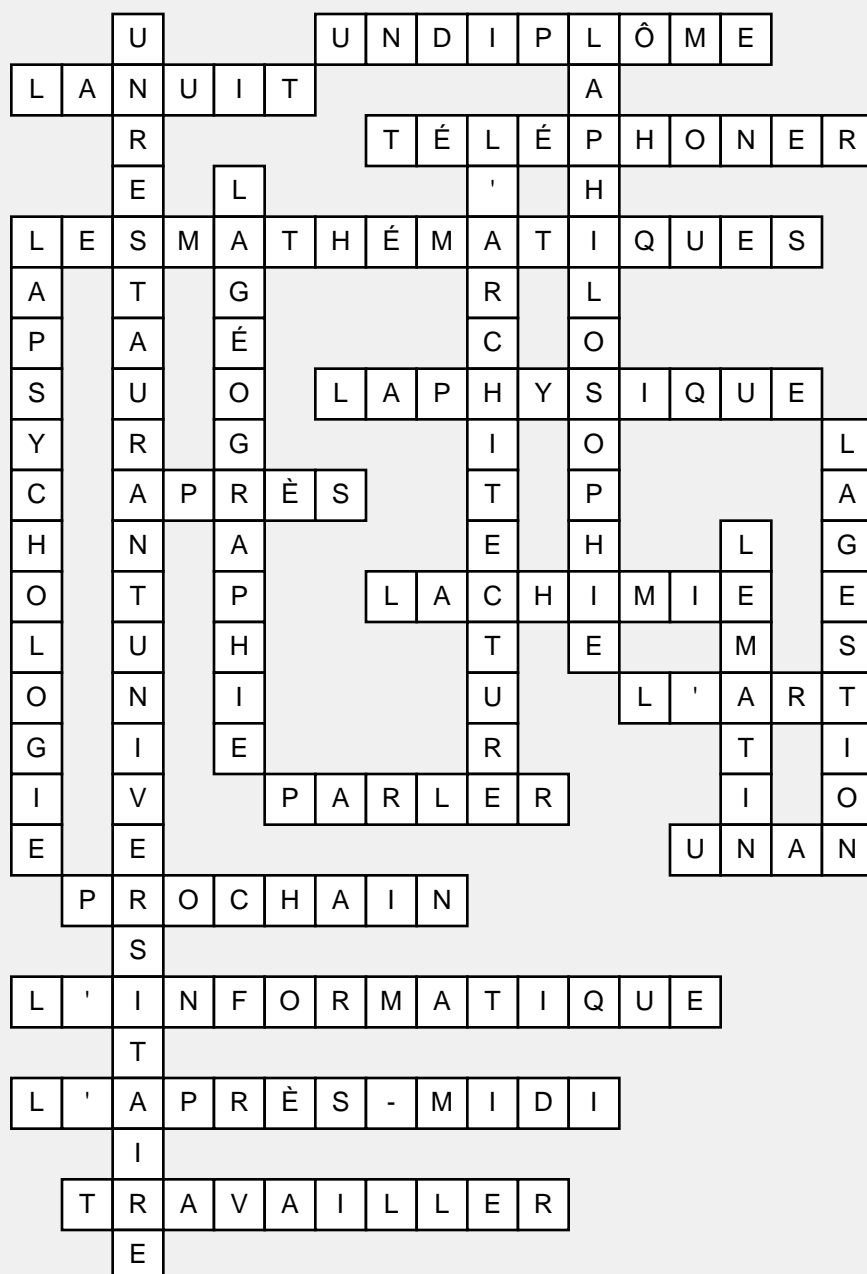 UNRESTAURANTUNIVERSITAIRE
UNDIPLÔME
LAPHILOSOPHIE
LANUIT
TÉLÉPHONER
L'ARCHITECTURE
LAGÉOGRAPHIE
LESMATHÉMATIQUES
LAPSYCHOLOGIE
LAPHYSIQUE
LAGESTION
APRÈS
LEMATIN
LACHIMIE
L'ART
PARLER
UNAN
PROCHAIN
L'INFORMATIQUE
L'APRÈS-MIDI
TRAVAILLER